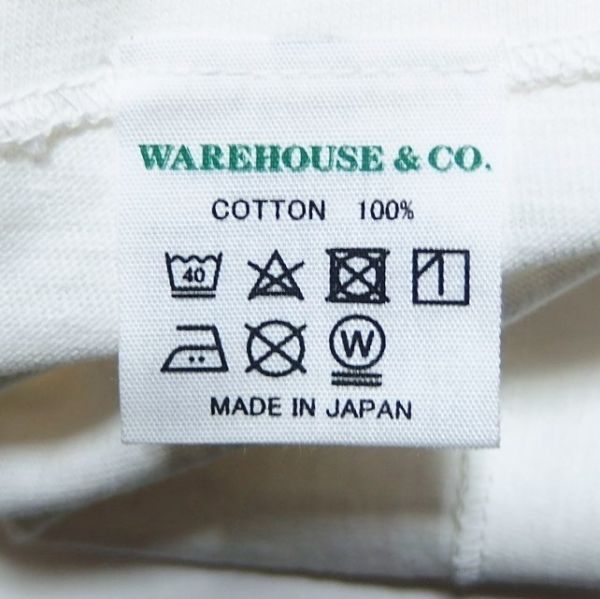 WAREHOUSE & CO.
COTTON 100%
40
W
MADE IN JAPAN